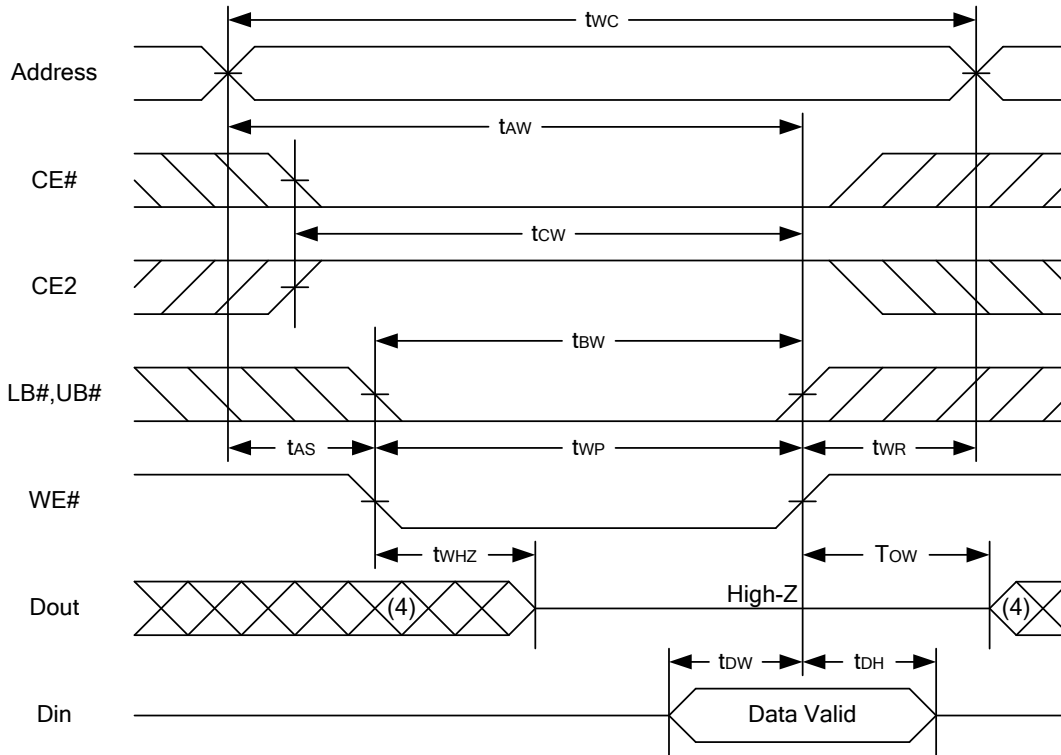 tWC
Address
tAW
CE#
tCW
CE2
tBW
LB#,UB#
tAS
tWP
tWR
WE#
tWHZ
TOW
Dout
(4)
High-Z
(4)
tDW
tDH
Din
Data Valid